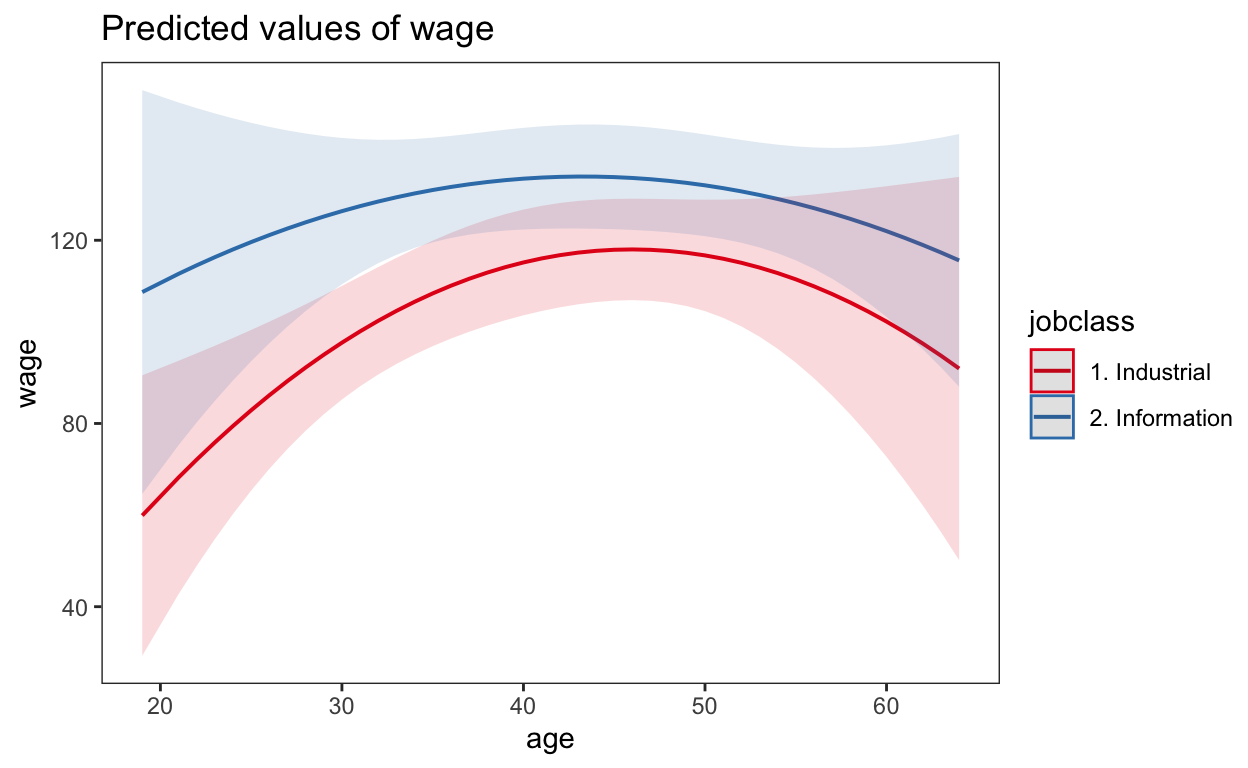 Predicted values of wage
120
80
40
wage
20 30 40 50 60
age
jobclass
1. Industrial
2. Information